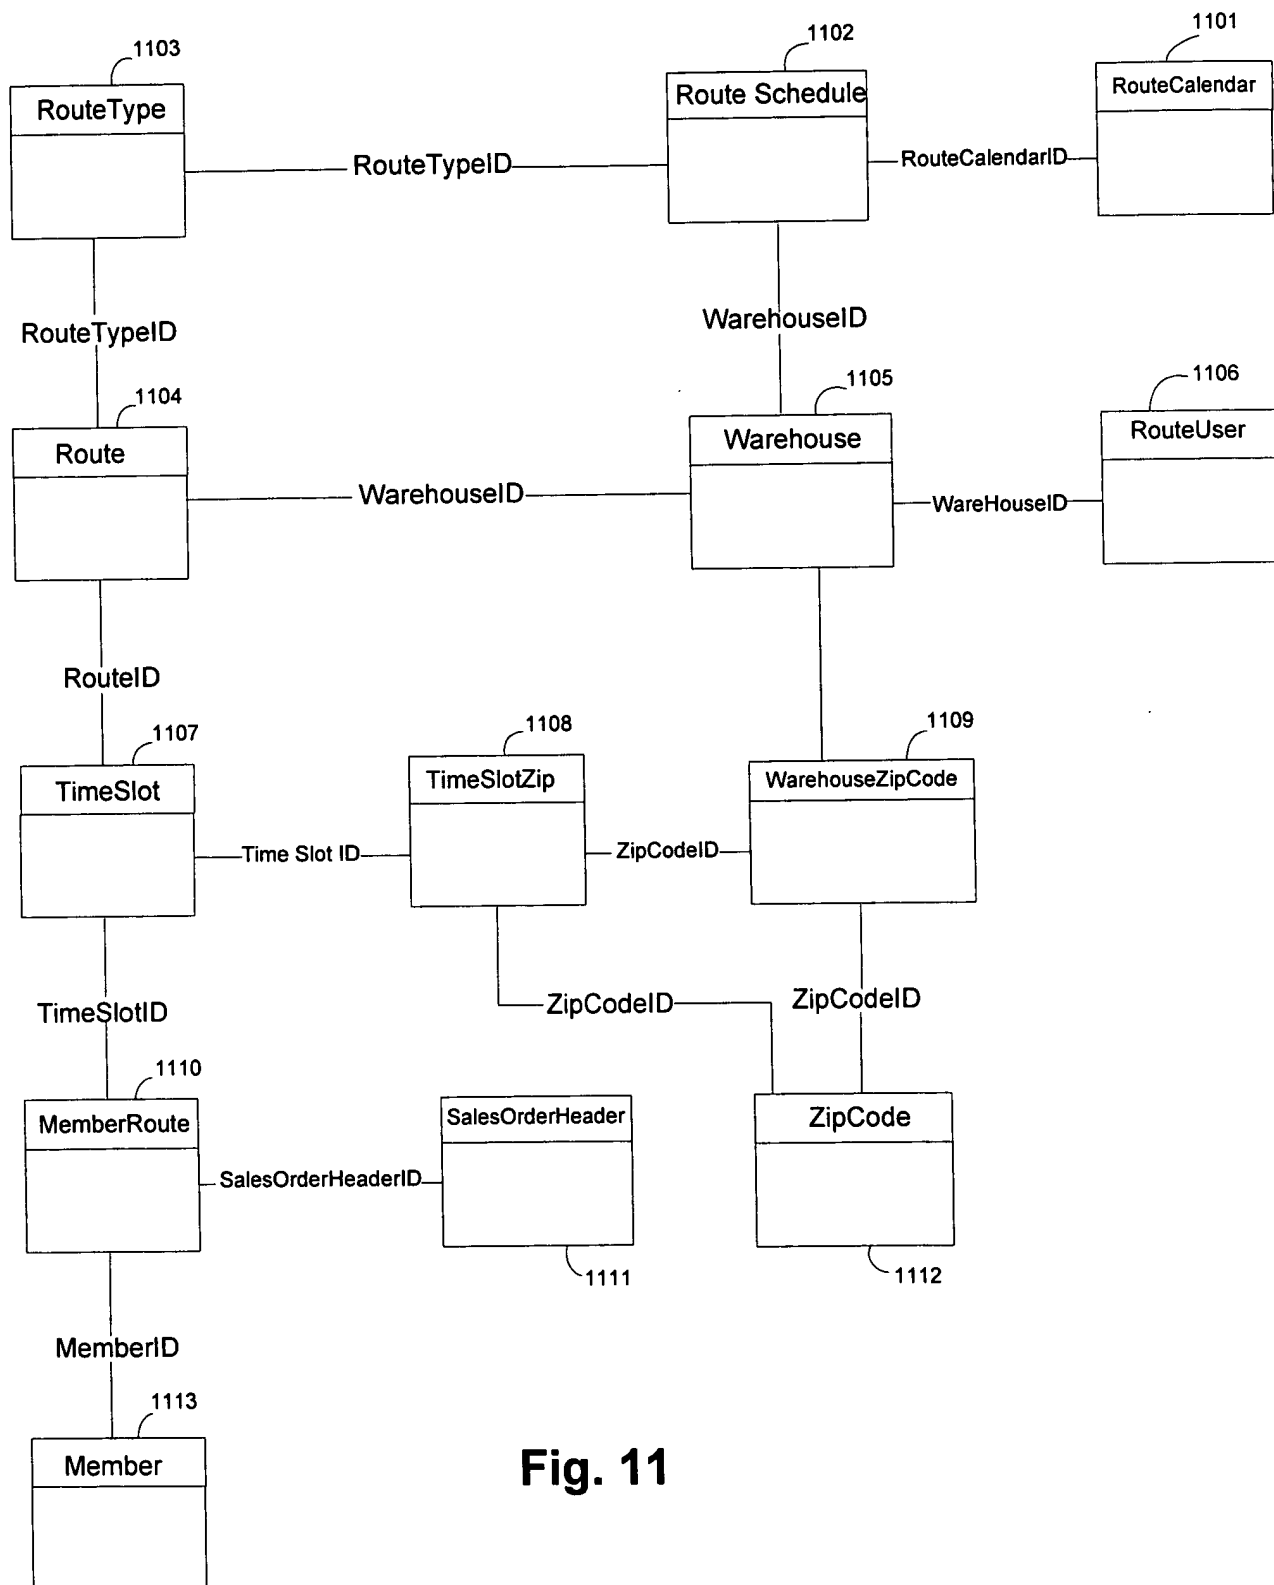 1103
1102
1101
RouteType
Route Schedule
RouteCalendar
RouteTypeID
RouteCalendarID
RouteTypeID
WarehouseID
1104
1105
1106
Route
Warehouse
RouteUser
WarehouseID
WareHouseID
RouteID
1107
1108
1109
TimeSlot
TimeSlotZip
WarehouseZipCode
Time Slot ID
ZipCodeID
TimeSlotID
ZipCodeID
ZipCodeID
1110
MemberRoute
SalesOrderHeader
ZipCode
SalesOrderHeaderID
1111
1112
MemberID
1113
Member
Fig. 11